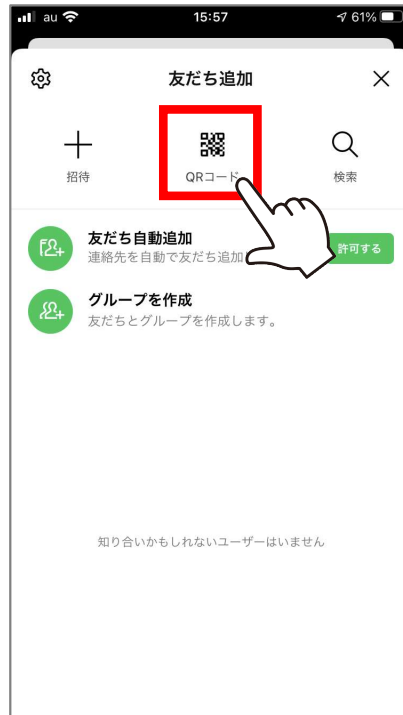 au 15:57 61%
友だち追加
招待 QRコード 検索
友だち自動追加
連絡先を自動で友だち追加
許可する
グループを作成
友だちとグループを作成します。
知り合いかもしれないユーザーはいません